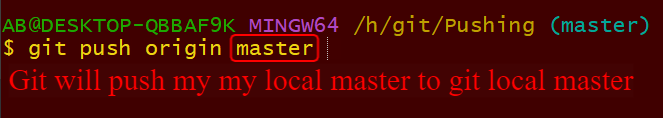 AB@DESKTOP-QBBAF9K MINGW64 /h/git/Pushing (master)
$ git push origin master
Git will push my my local master to git local master